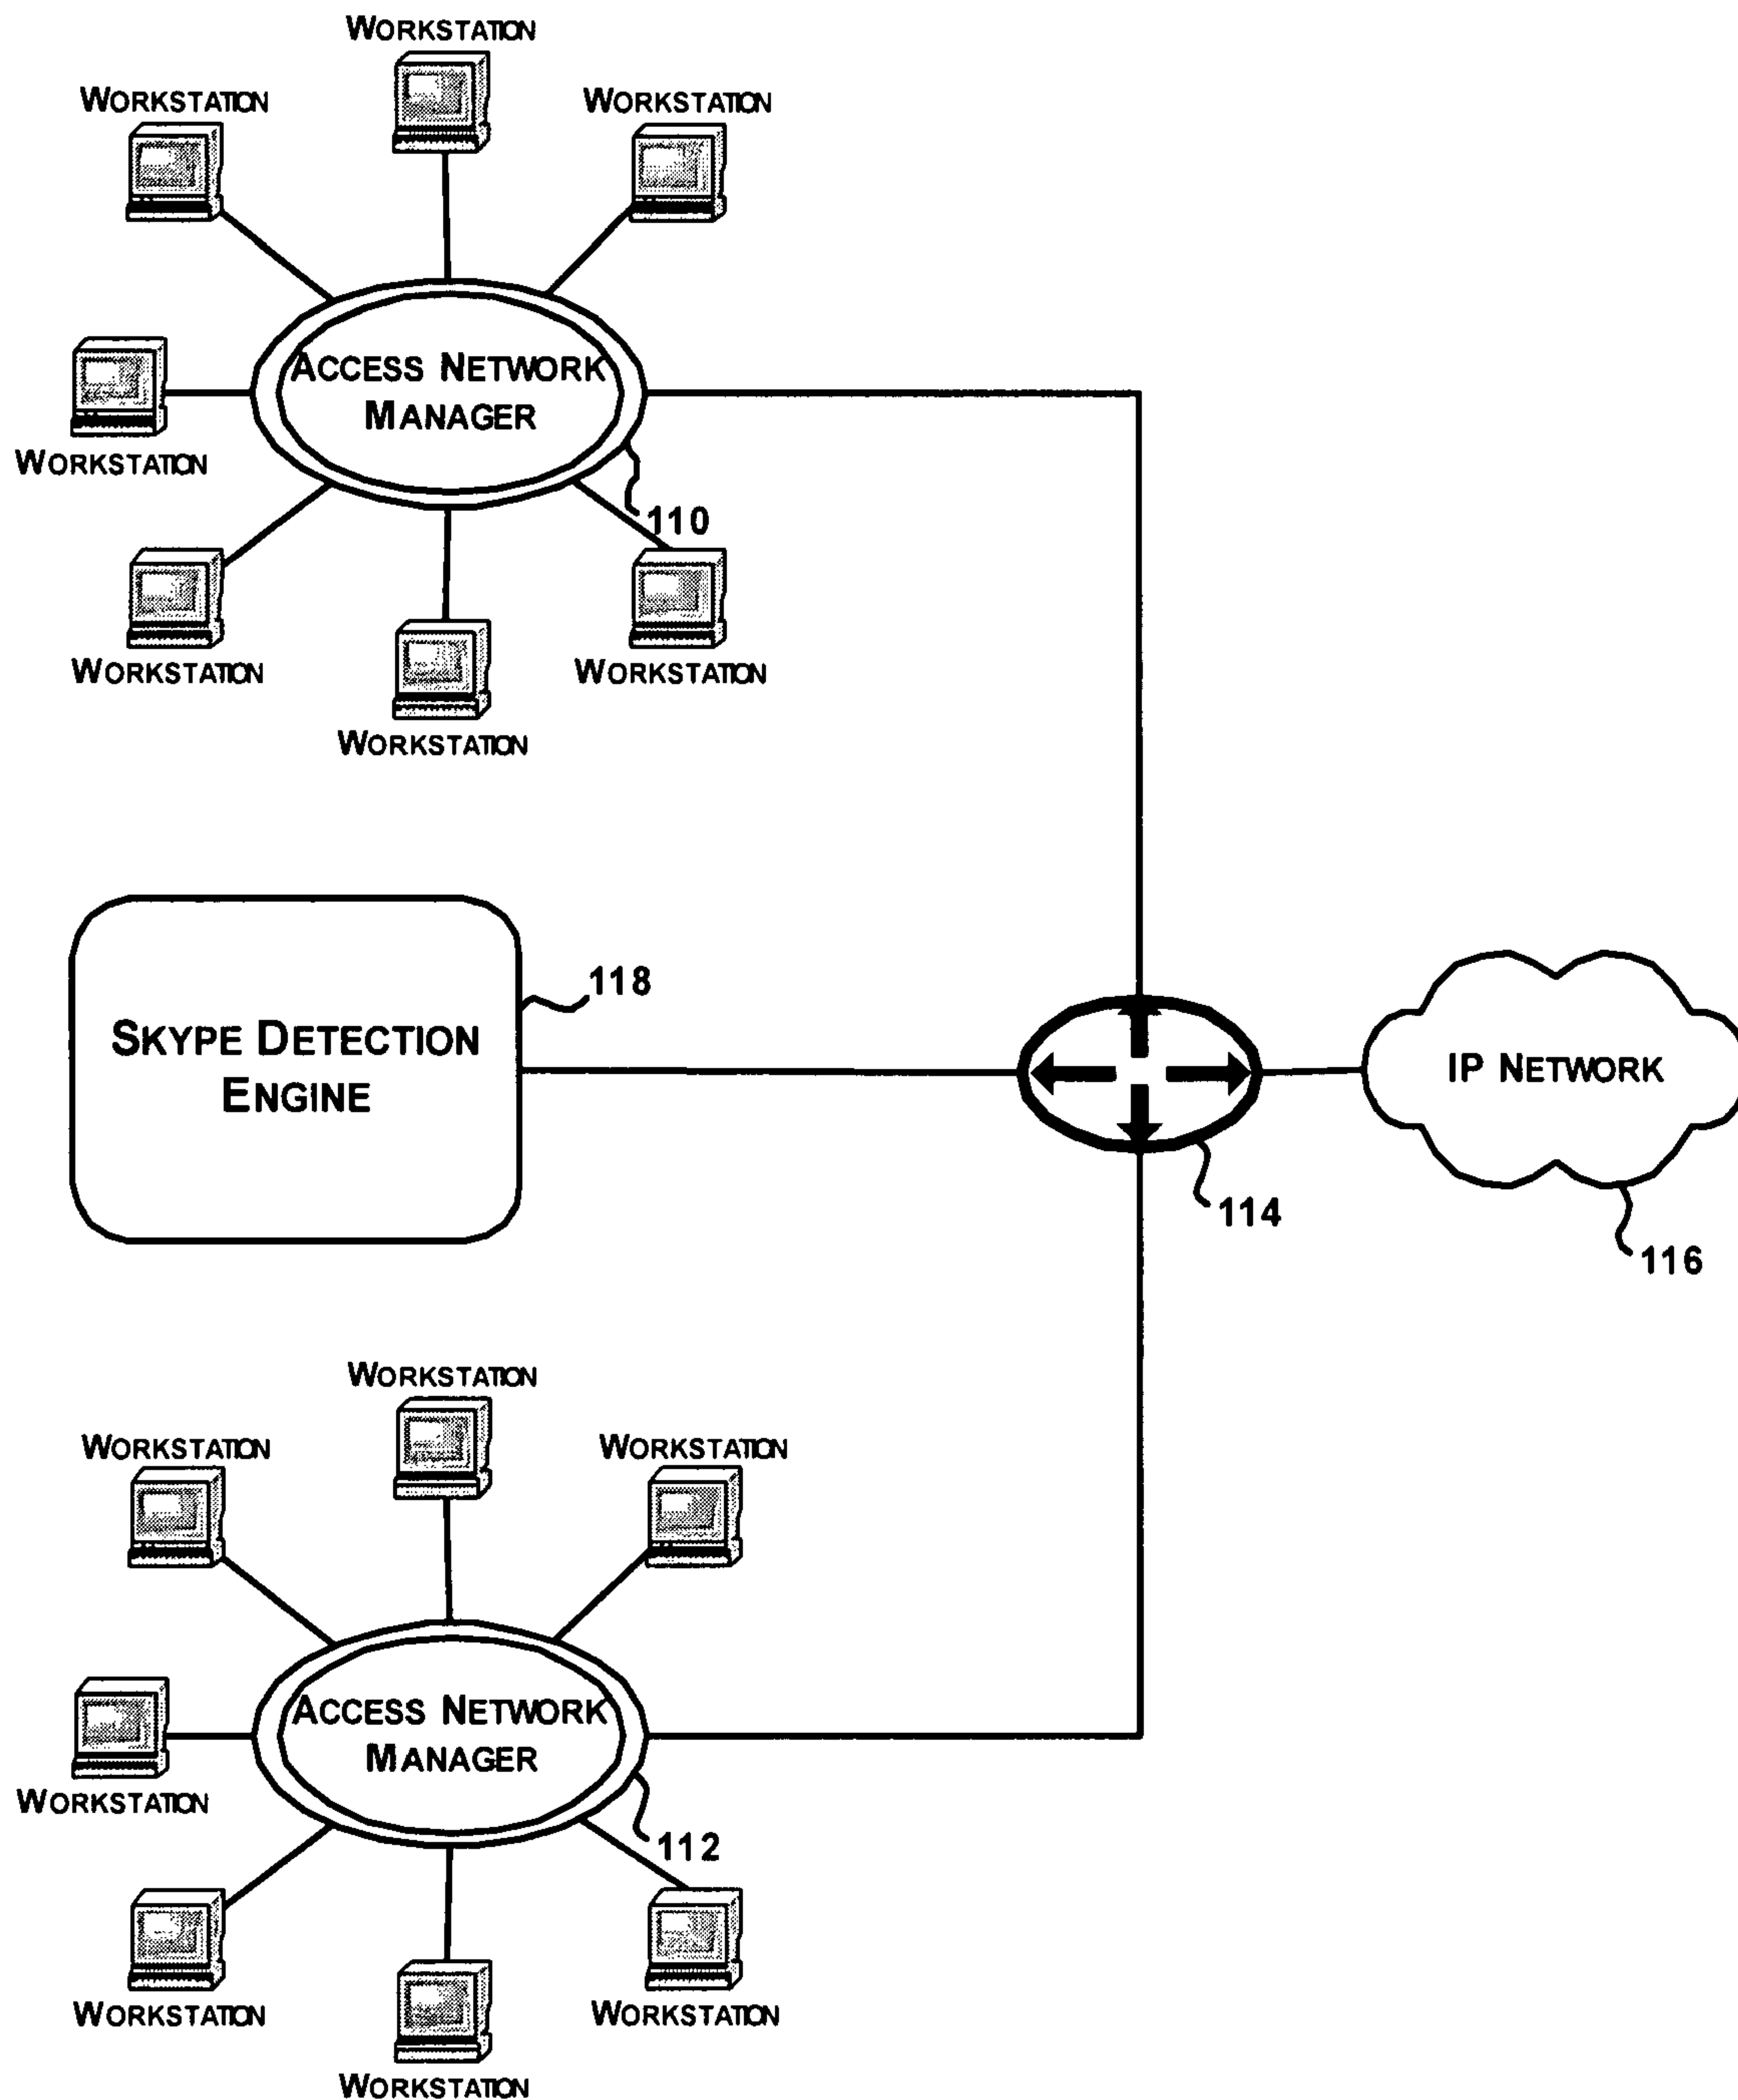 WORKSTATION
WORKSTATION
WORKSTATION
ACCESS NETWORK
MANAGER
WORKSTATION
110
WORKSTATION
WORKSTATION
WORKSTATION
118
SKYPE DETECTION
ENGINE
IP NETWORK
114
116
WORKSTATION
WORKSTATION
WORKSTATION
ACCESS NETWORK
MANAGER
WORKSTATION
112
WORKSTATION
WORKSTATION
WORKSTATION